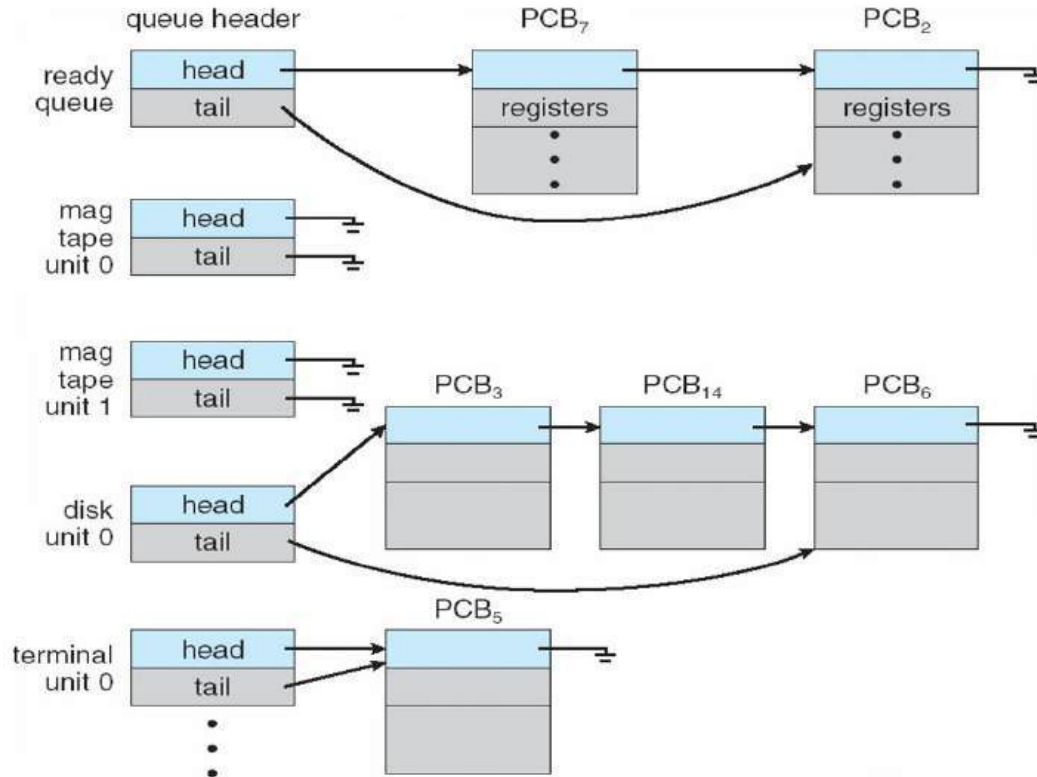 queue header
PCB₇
PCB₂
ready
queue
head
tail
registers
registers
mag
tape
unit 0
head
tail
mag
tape
unit 1
head
tail
PCB₃
PCB₁₄
PCB₆
disk
unit 0
head
tail
PCB₅
terminal
unit 0
head
tail